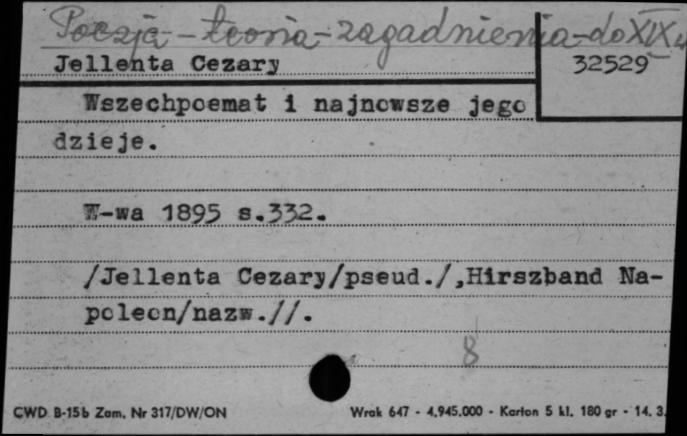 Poezja - teoria - zagadnienia - do XIX w
Jellenta Cezary
32529
Wszechpoemat i najnowsze jego
dzieje.
W-wa 1895 s.332.
/Jellenta Cezary/pseud./,Hirszband Na-
poleon/nazw.//.
8
CWD B-15b Zam. Nr 317/DW/ON
Wrak 647 - 4.945.000 - Karton 5 kl. 180 gr - 14. 3.